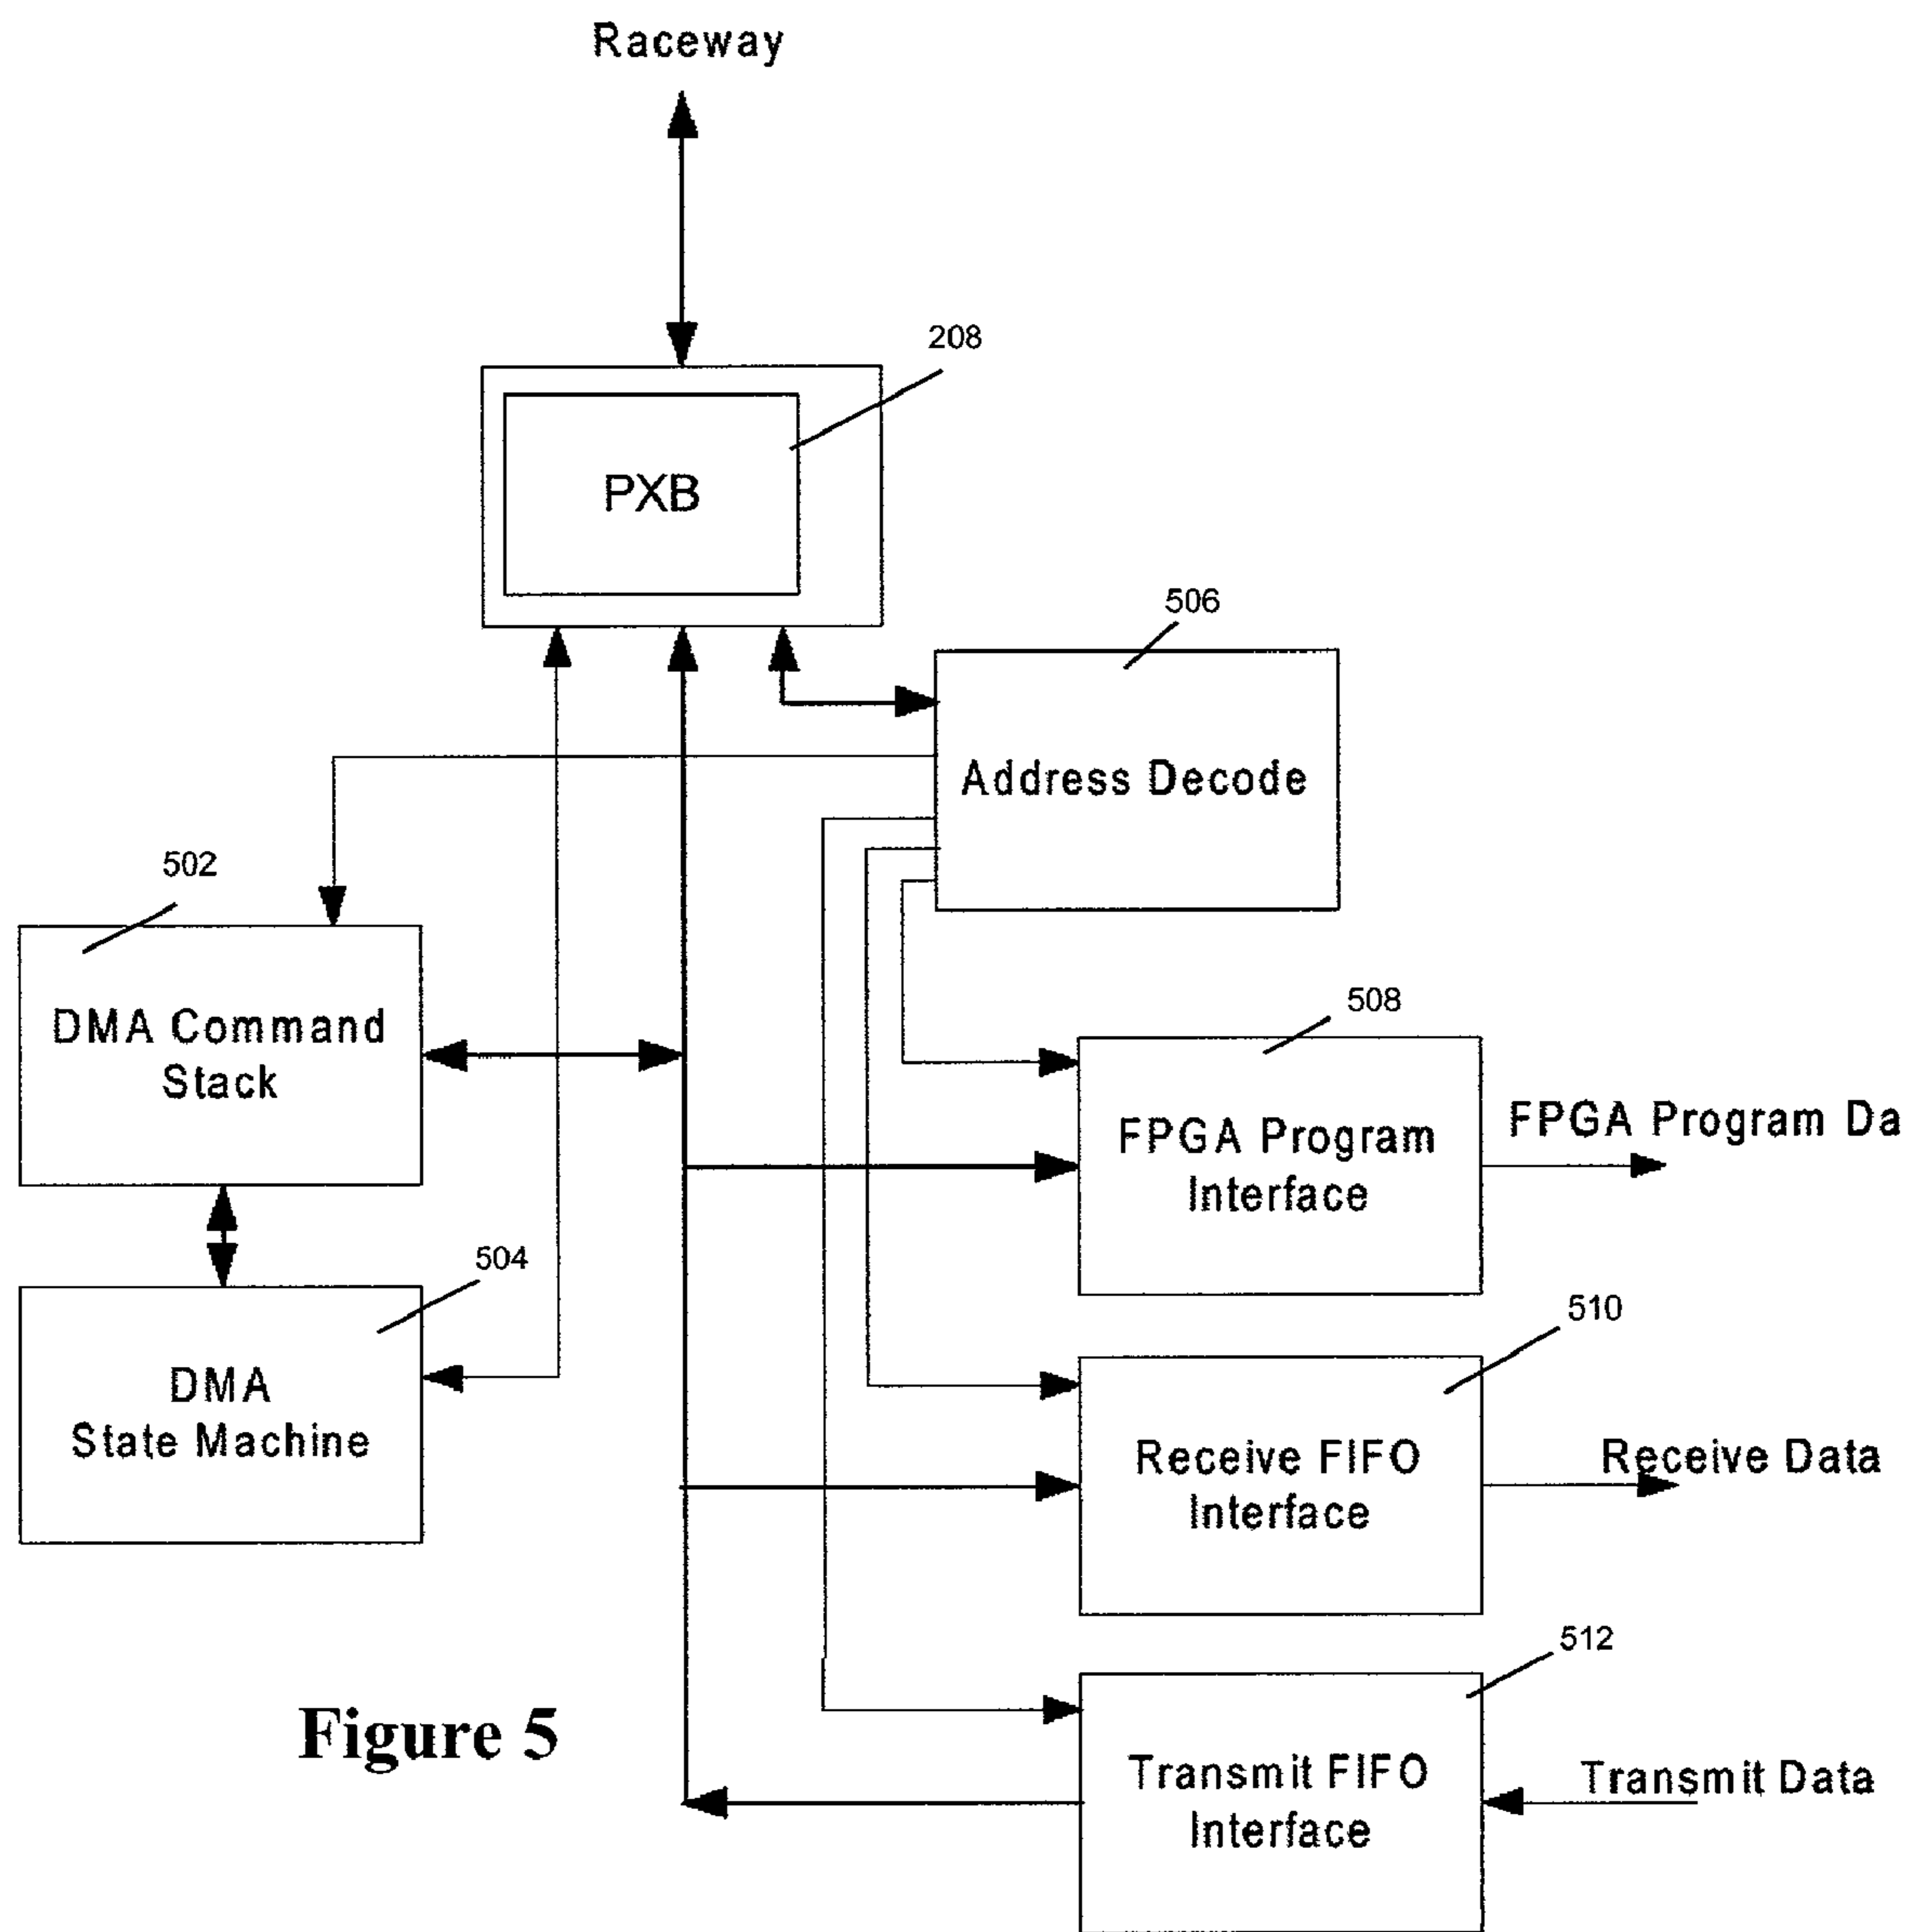 Raceway
208
PXB
506
Address Decode
502
DMA Command
Stack
508
FPGA Program
Interface
FPGA Program Da
504
DMA
State Machine
510
Receive FIFO
Interface
Receive Data
512
Transmit FIFO
Interface
Transmit Data
Figure 5